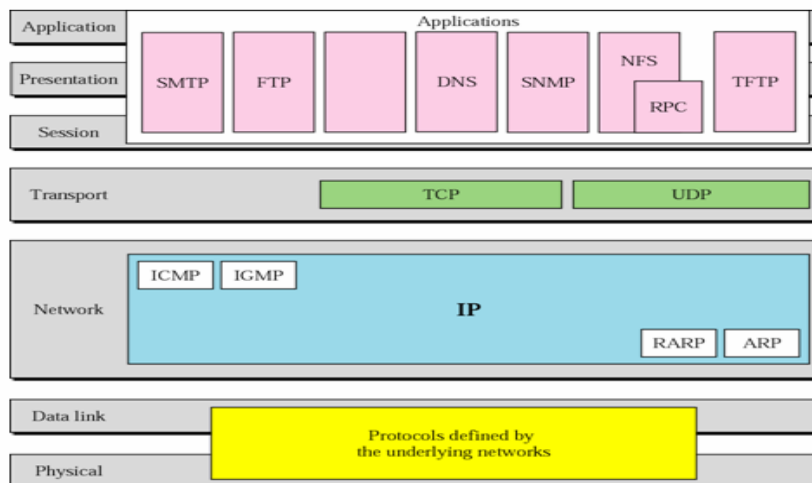 Application
Applications
Presentation
SMTP
FTP
DNS
SNMP
NFS
RPC
TFTP
Session
Transport
TCP
UDP
Network
ICMP
IGMP
IP
RARP
ARP
Data link
Protocols defined by
the underlying networks
Physical